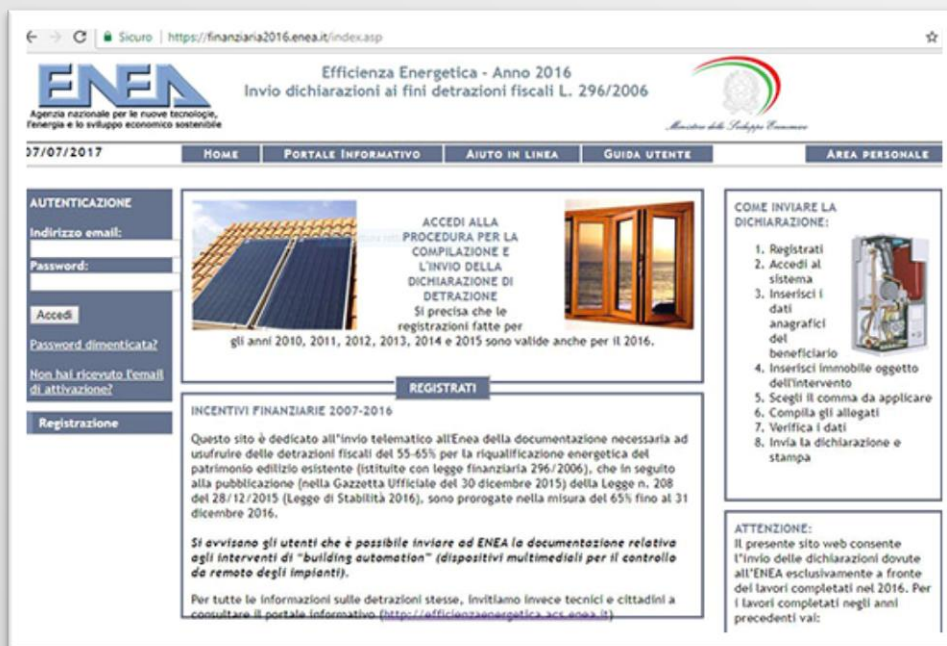 Sicuro | https://finanziaria2016.enea.it/index.asp
ENEA
Agenzia nazionale per le nuove tecnologie,
l'energia e lo sviluppo economico sostenibile
Efficienza Energetica - Anno 2016
Invio dichiarazioni ai fini detrazioni fiscali L. 296/2006
Ministero dello Sviluppo Economico
07/07/2017
HOME
PORTALE INFORMATIVO
AIUTO IN LINEA
GUIDA UTENTE
AREA PERSONALE
AUTENTICAZIONE
Indirizzo email:
Password:
Accedi
Password dimenticata?
Non hai ricevuto l'email
di attivazione?
Registrazione
ACCEDI ALLA
PROCEDURA PER LA
COMPILAZIONE E
L'INVIO DELLA
DICHIARAZIONE DI
DETRAZIONE
Si precisa che le
registrazioni fatte per
gli anni 2010, 2011, 2012, 2013, 2014 e 2015 sono valide anche per il 2016.
REGISTRATI
INCENTIVI FINANZIARIE 2007-2016
Questo sito è dedicato all'invio telematico all'Enea della documentazione necessaria ad
usufruire delle detrazioni fiscali del 55-65% per la riqualificazione energetica del
patrimonio edilizio esistente (istituite con legge finanziaria 296/2006), che in seguito
alla pubblicazione (nella Gazzetta Ufficiale del 30 dicembre 2015) della Legge n. 208
del 28/12/2015 (Legge di Stabilità 2016), sono prorogate nella misura del 65% fino al 31
dicembre 2016.
Si avvisano gli utenti che è possibile inviare ad ENEA la documentazione relativa
agli interventi di "building automation" (dispositivi multimediali per il controllo
da remoto degli impianti).
Per tutte le informazioni sulle detrazioni stesse, invitiamo invece tecnici e cittadini a
consultare il portale informativo (http://efficienzaenergetica.acs.enea.it)
COME INVIARE LA
DICHIARAZIONE:
1. Registrati
2. Accedi al
sistema
3. Inserisci i
dati
anagrafici
del
beneficiario
4. Inserisci immobile oggetto
dell'intervento
5. Scegli il comma da applicare
6. Compila gli allegati
7. Verifica i dati
8. Invia la dichiarazione e
stampa
ATTENZIONE:
Il presente sito web consente
l'invio delle dichiarazioni dovute
all'ENEA esclusivamente a fronte
dei lavori completati nel 2016. Per
i lavori completati negli anni
precedenti vai: